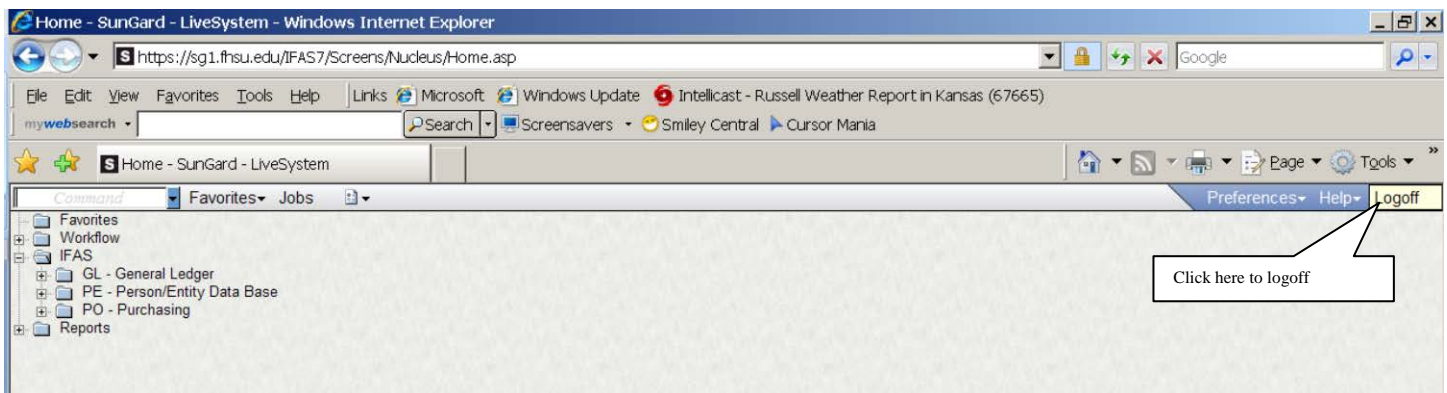 Home - SunGard - LiveSystem - Windows Internet Explorer
https://sg1.fhsu.edu/IFAS7/Screens/Nucleus/Home.asp Google
File Edit View Favorites Tools Help Links Microsoft Windows Update Intellicast - Russell Weather Report in Kansas (67665)
mywebsearch Search Screensavers Smiley Central Cursor Mania
Home - SunGard - LiveSystem Page Tools »
Command Favorites Jobs Preferences Help Logoff
Favorites
Workflow
IFAS
GL - General Ledger
PE - Person/Entity Data Base
PO - Purchasing
Reports
Click here to logoff